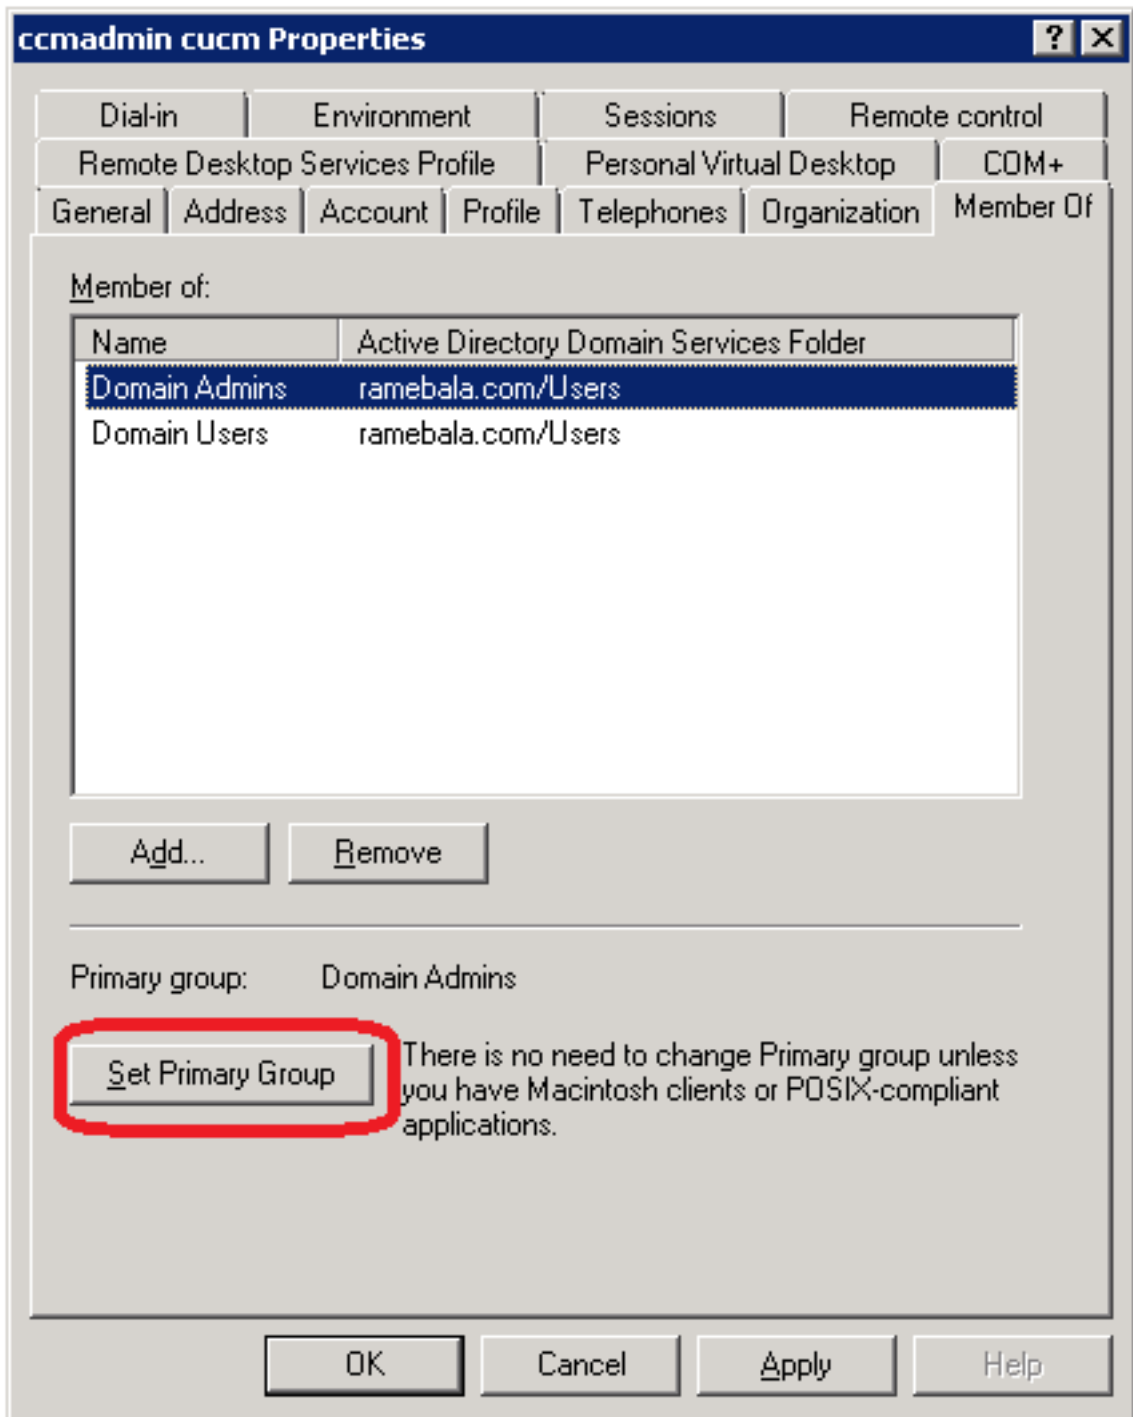 ccmadmin cucm Properties
Dial-in Environment Sessions Remote control
Remote Desktop Services Profile Personal Virtual Desktop COM+
General Address Account Profile Telephones Organization Member Of
Member of:
Name Active Directory Domain Services Folder
Domain Admins ramebala.com/Users
Domain Users ramebala.com/Users
Add... Remove
Primary group: Domain Admins
Set Primary Group
There is no need to change Primary group unless
you have Macintosh clients or POSIX-compliant
applications.
OK Cancel Apply Help